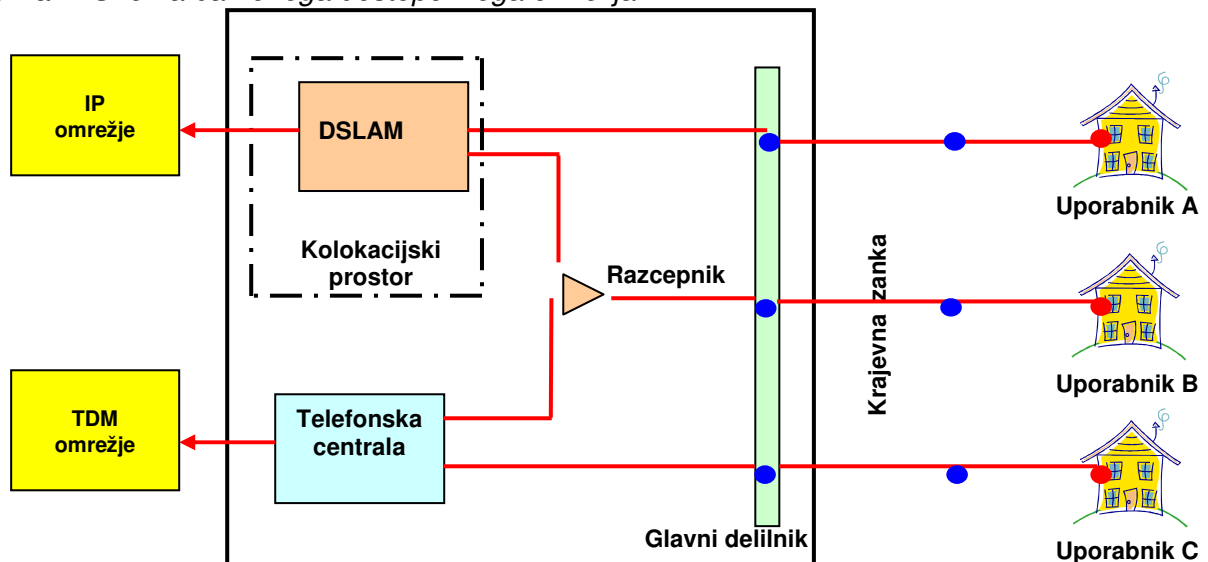 IP
omrežje
DSLAM
Kolokacijski
prostor
Razcepnik
Uporabnik A
Krajevna zanka
Uporabnik B
TDM
omrežje
Telefonska
centrala
Glavni delilnik
Uporabnik C